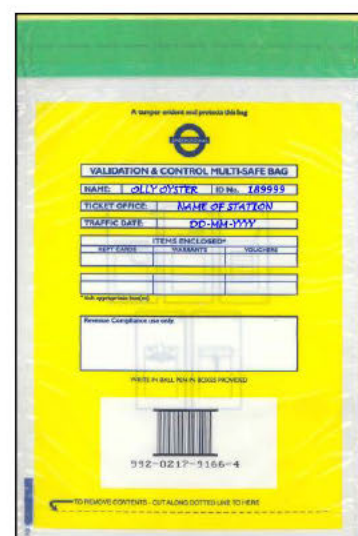 A tamper evident seal protects this bag
UNDERGROUND
VALIDATION & CONTROL MULTI-SAFE BAG
NAME: OLLY OYSTER ID No. 189999
TICKET OFFICE: NAME OF STATION
TRAFFIC DATE: DD-MM-YYYY
ITEMS ENCLOSED*
WARRANTS VOUCHERS
* tick appropriate box(es)
Revenue Compliance use only
WRITE IN BALL PEN IN BOXES PROVIDED
992-0217-9166-4
TO REMOVE CONTENTS - CUT ALONG DOTTED LINE TO HERE